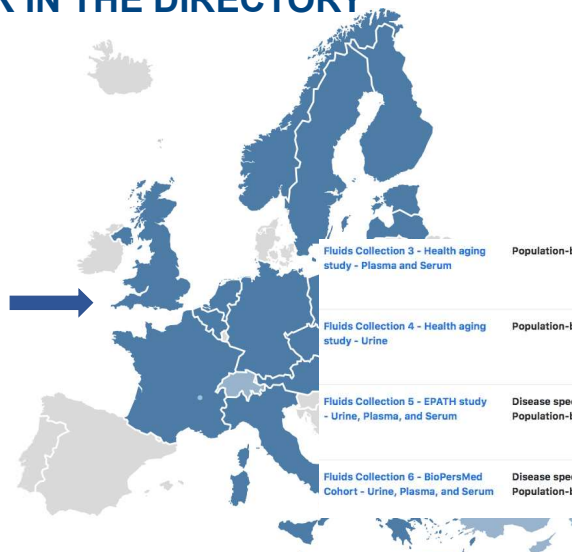 IN THE DIRECTORY
Fluids Collection 3 - Health aging
study - Plasma and Serum
Population-b
Fluids Collection 4 - Health aging
study - Urine
Population-b
Fluids Collection 5 - EPATH study
- Urine, Plasma, and Serum
Disease spe
Population-b
Fluids Collection 6 - BioPersMed
Cohort - Urine, Plasma, and Serum
Disease spe
Population-b